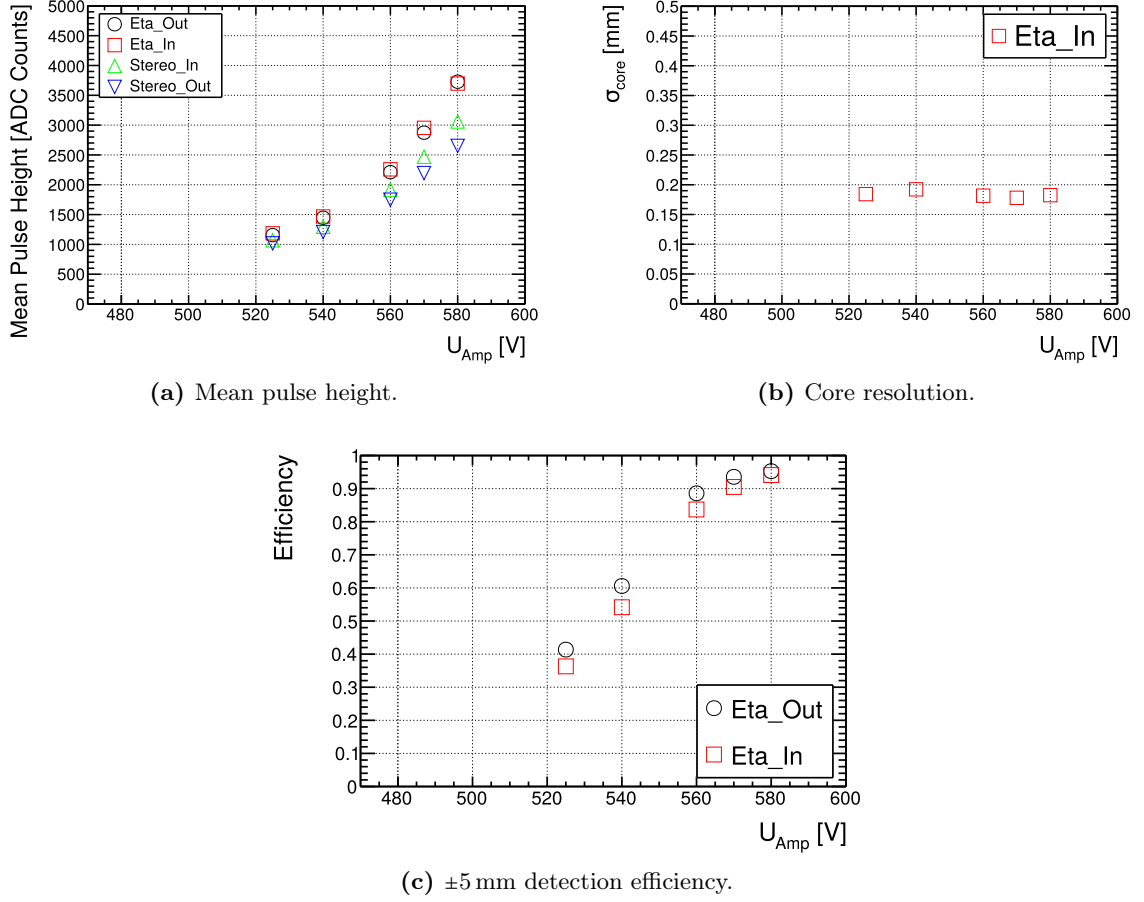 Mean Pulse Height [ADC Counts]
5000
4500
4000
3500
3000
2500
2000
1500
1000
500
0
Eta_Out
Eta_In
Stereo_In
Stereo_Out
480 500 520 540 560 580 600
U_Amp [V]
(a) Mean pulse height.
σ_core [mm]
0.5
0.45
0.4
0.35
0.3
0.25
0.2
0.15
0.1
0.05
0
Eta_In
480 500 520 540 560 580 600
U_Amp [V]
(b) Core resolution.
Efficiency
1
0.9
0.8
0.7
0.6
0.5
0.4
0.3
0.2
0.1
0
Eta_Out
Eta_In
480 500 520 540 560 580 600
U_Amp [V]
(c) ±5 mm detection efficiency.